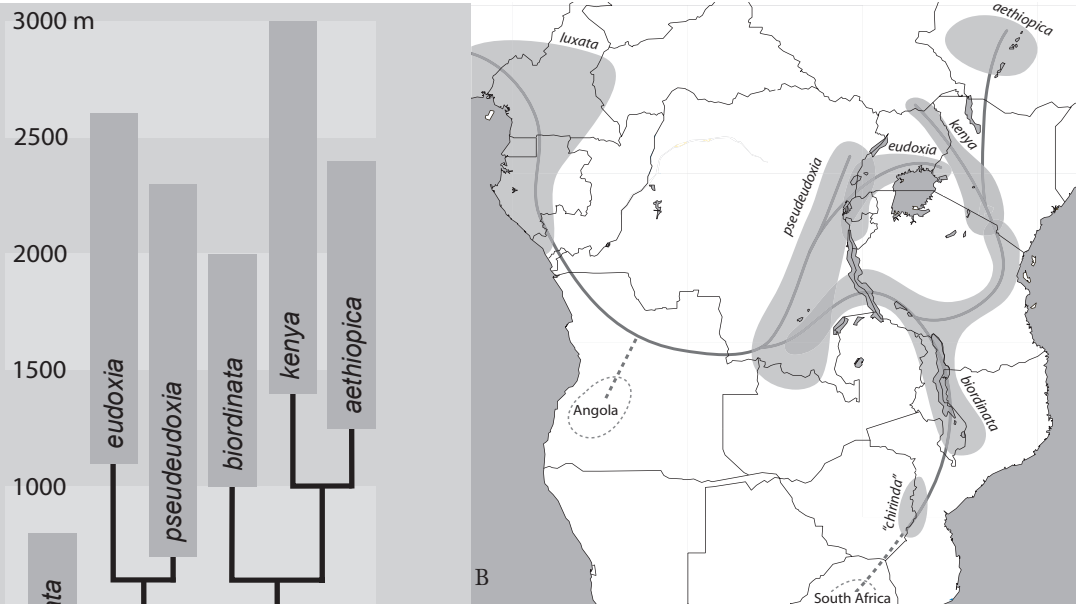 3000 m
2500
2000
1500
1000
eudoxia
pseudeudoxia
biordinata
kenya
aethiopica
luxata
aethiopica
kenya
eudoxia
pseudeudoxia
biordinata
Angola
"chirinda"
South Africa
B